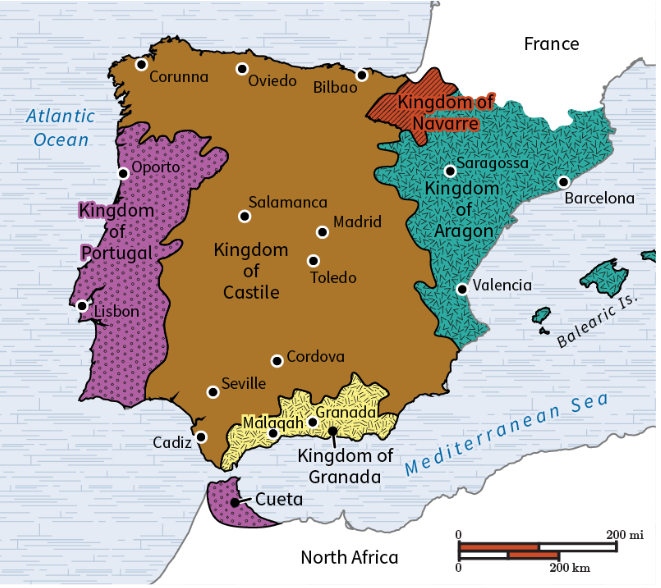 France
Corunna
Oviedo
Bilbao
Kingdom of
Navarre
Atlantic
Ocean
Oporto
Saragossa
Kingdom
of
Aragon
Barcelona
Kingdom
of
Portugal
Salamanca
Madrid
Kingdom
of
Castile
Toledo
Valencia
Lisbon
Balearic Is.
Cordova
Seville
Granada
Malaqah
Cadiz
Kingdom of
Granada
Mediterranean Sea
Cueta
North Africa
0
200 mi
0
200 km